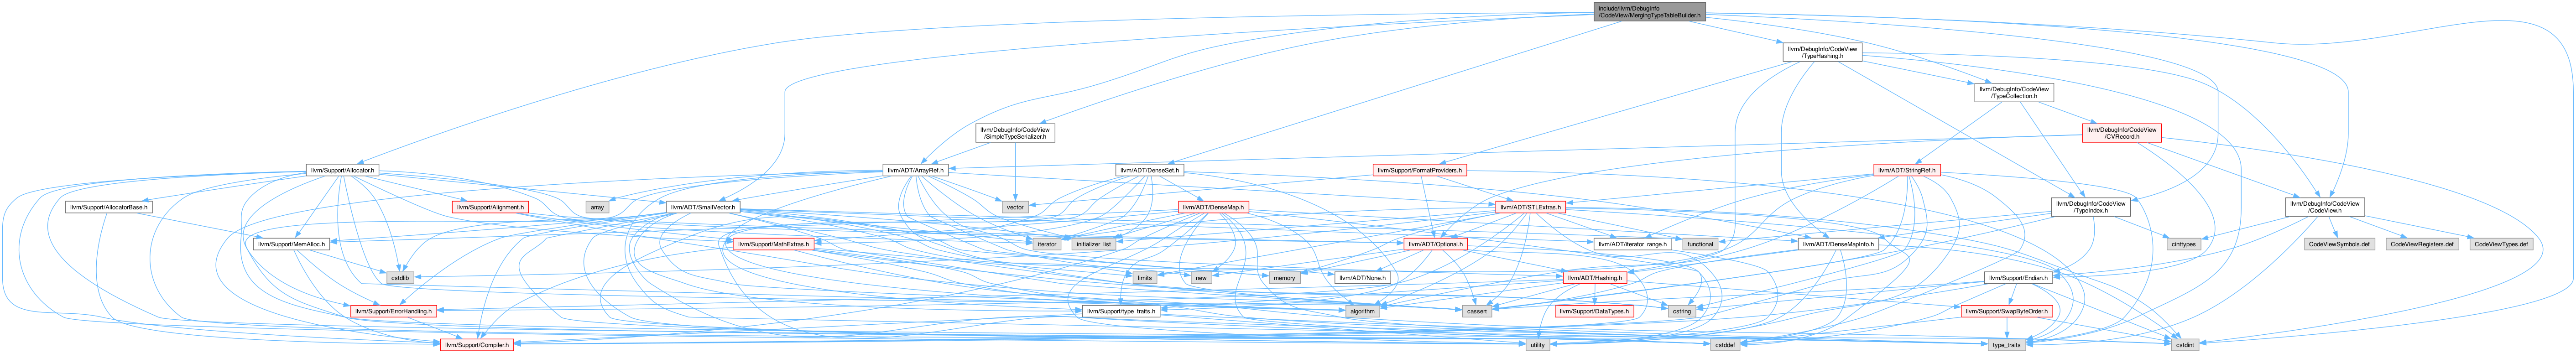 include/llvm/DebugInfo
/CodeView/MergingTypeTableBuilder.h
llvm/DebugInfo/CodeView
/TypeHashing.h
llvm/DebugInfo/CodeView
/TypeCollection.h
llvm/DebugInfo/CodeView
/SimpleTypeSerializer.h
llvm/DebugInfo/CodeView
/CVRecord.h
llvm/Support/Allocator.h
llvm/ADT/ArrayRef.h
llvm/ADT/DenseSet.h
llvm/Support/FormatProviders.h
llvm/ADT/StringRef.h
llvm/Support/AllocatorBase.h
llvm/Support/Alignment.h
array
llvm/ADT/SmallVector.h
vector
llvm/ADT/DenseMap.h
llvm/ADT/STLExtras.h
llvm/DebugInfo/CodeView
/TypeIndex.h
llvm/DebugInfo/CodeView
/CodeView.h
llvm/Support/MemAlloc.h
llvm/Support/MathExtras.h
iterator
initializer_list
llvm/ADT/Optional.h
llvm/ADT/iterator_range.h
functional
llvm/ADT/DenseMapInfo.h
cinttypes
CodeViewSymbols.def
CodeViewRegisters.def
CodeViewTypes.def
cstdlib
limits
new
memory
llvm/ADT/None.h
llvm/ADT/Hashing.h
llvm/Support/Endian.h
llvm/Support/ErrorHandling.h
llvm/Support/type_traits.h
algorithm
cassert
llvm/Support/DataTypes.h
cstring
llvm/Support/SwapByteOrder.h
llvm/Support/Compiler.h
utility
cstddef
type_traits
cstdint